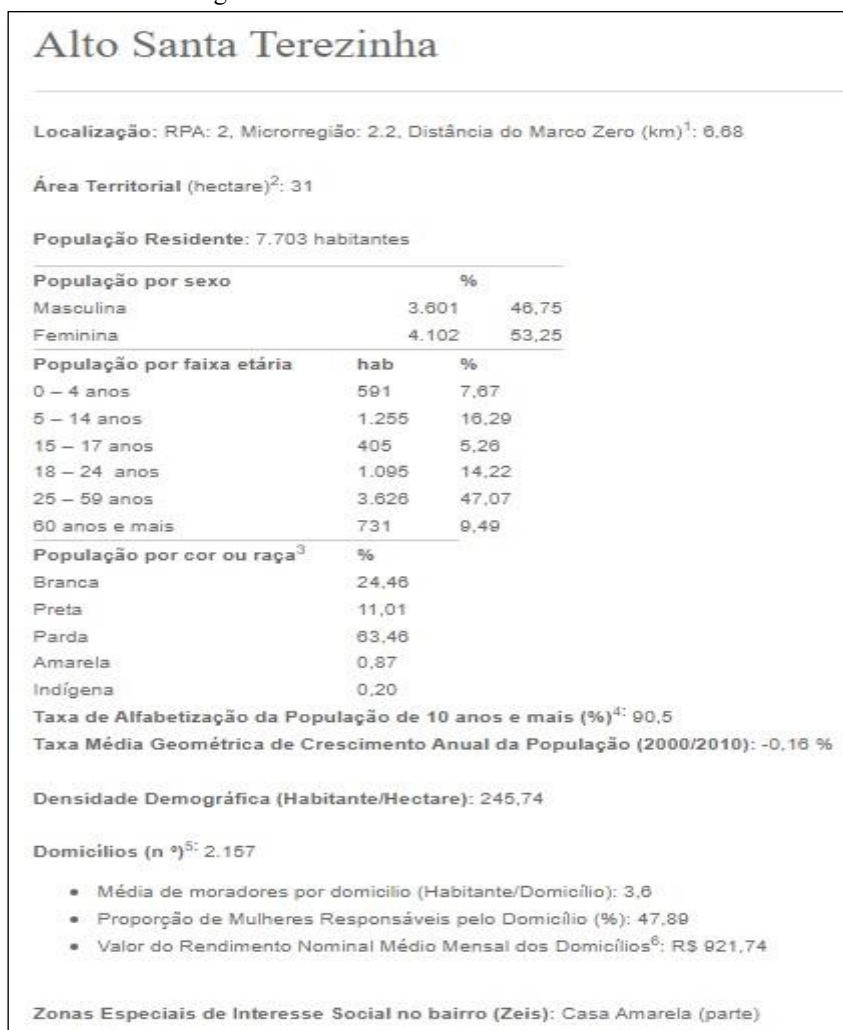 Alto Santa Terezinha
Localização: RPA: 2, Microrregião: 2.2, Distância do Marco Zero (km)1: 6,68
Área Territorial (hectare)2: 31
População Residente: 7.703 habitantes
População por sexo %
Masculina 3.601 46,75
Feminina 4.102 53,25
População por faixa etária hab %
0 – 4 anos 591 7,67
5 – 14 anos 1.255 16,29
15 – 17 anos 405 5,26
18 – 24 anos 1.095 14,22
25 – 59 anos 3.626 47,07
60 anos e mais 731 9,49
População por cor ou raça3 %
Branca 24,46
Preta 11,01
Parda 63,46
Amarela 0,87
Indígena 0,20
Taxa de Alfabetização da População de 10 anos e mais (%)4: 90,5
Taxa Média Geométrica de Crescimento Anual da População (2000/2010): -0,16 %
Densidade Demográfica (Habitante/Hectare): 245,74
Domicílios (n º)5: 2.157
• Média de moradores por domicilio (Habitante/Domicílio): 3,6
• Proporção de Mulheres Responsáveis pelo Domicílio (%): 47,89
• Valor do Rendimento Nominal Médio Mensal dos Domicílios6: R$ 921,74
Zonas Especiais de Interesse Social no bairro (Zeis): Casa Amarela (parte)